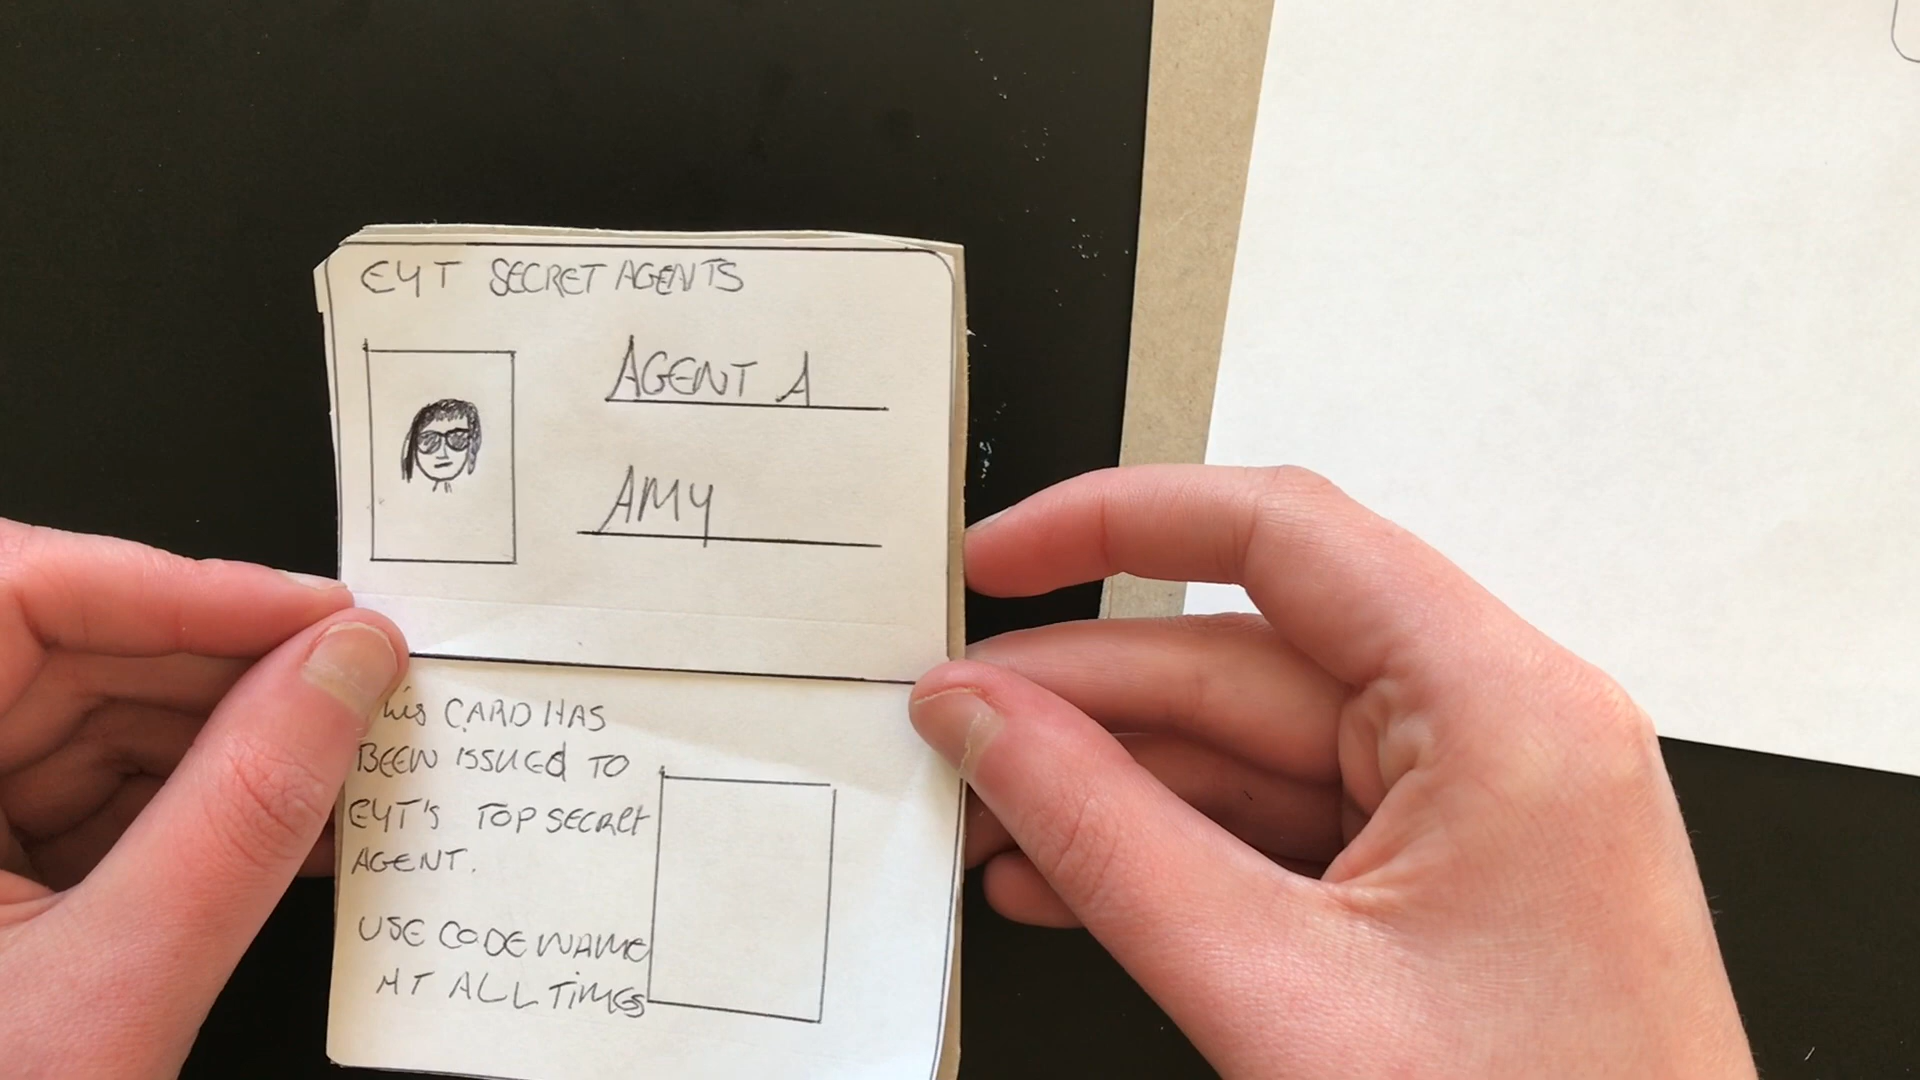 EYT SECRET AGENTS
AGENT A
AMY
This CARD HAS
BEEN ISSUEd TO
EYT's TOP SECRet
AGENT.
USE CODE NAME
AT ALL TiMES